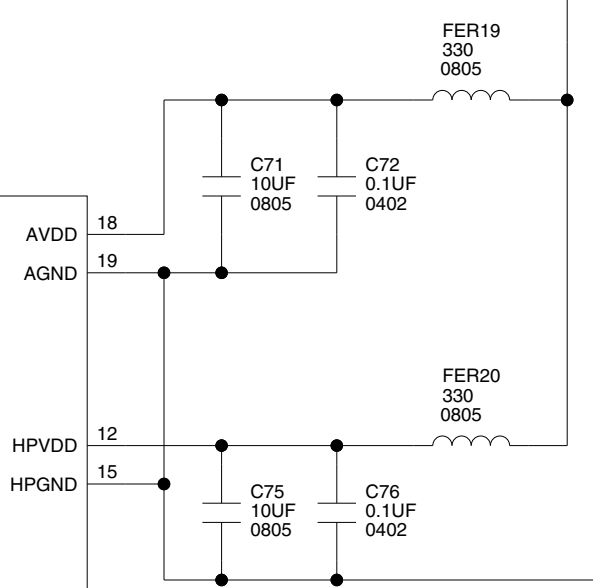 FER19
330
0805
C71
10UF
0805
C72
0.1UF
0402
18
AVDD
19
AGND
FER20
330
0805
12
HPVDD
15
HPGND
C75
10UF
0805
C76
0.1UF
0402